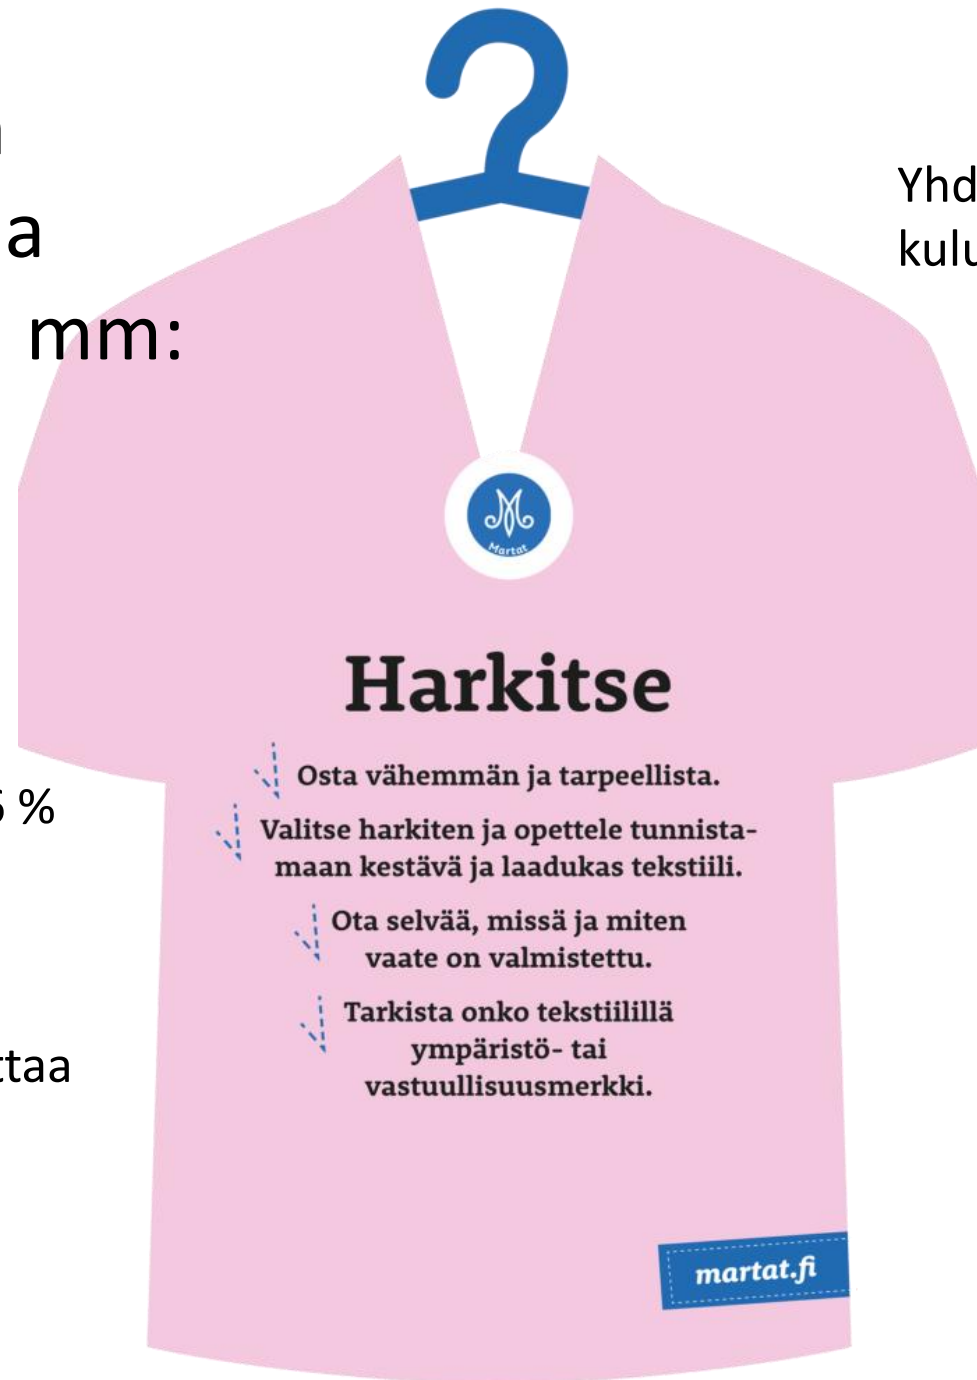 a
mm:
Yhd
kulu
Martat
Harkitse
Osta vähemmän ja tarpeellista.
Valitse harkiten ja opettele tunnista-
maan kestävä ja laadukas tekstiili.
Ota selvää, missä ja miten
vaate on valmistettu.
Tarkista onko tekstiilillä
ympäristö- tai
vastuullisuusmerkki.
%
ttaa
martat.fi